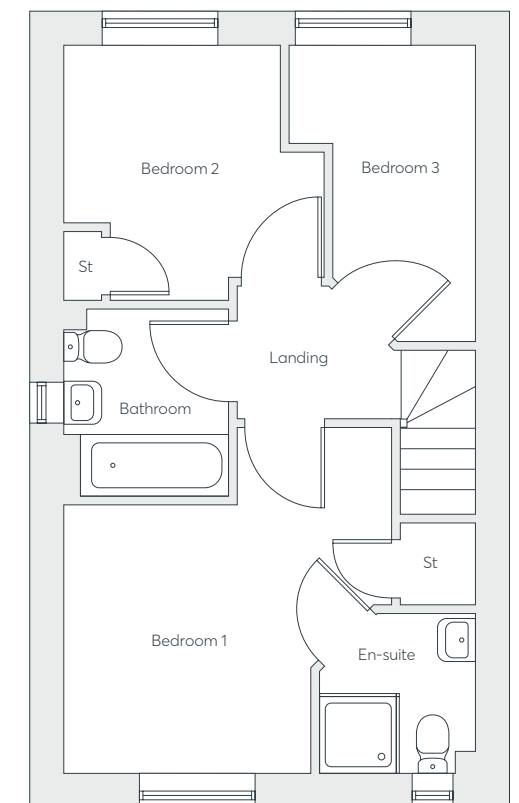 Bedroom 2
Bedroom 3
St
Landing
Bathroom
St
Bedroom 1
En-suite